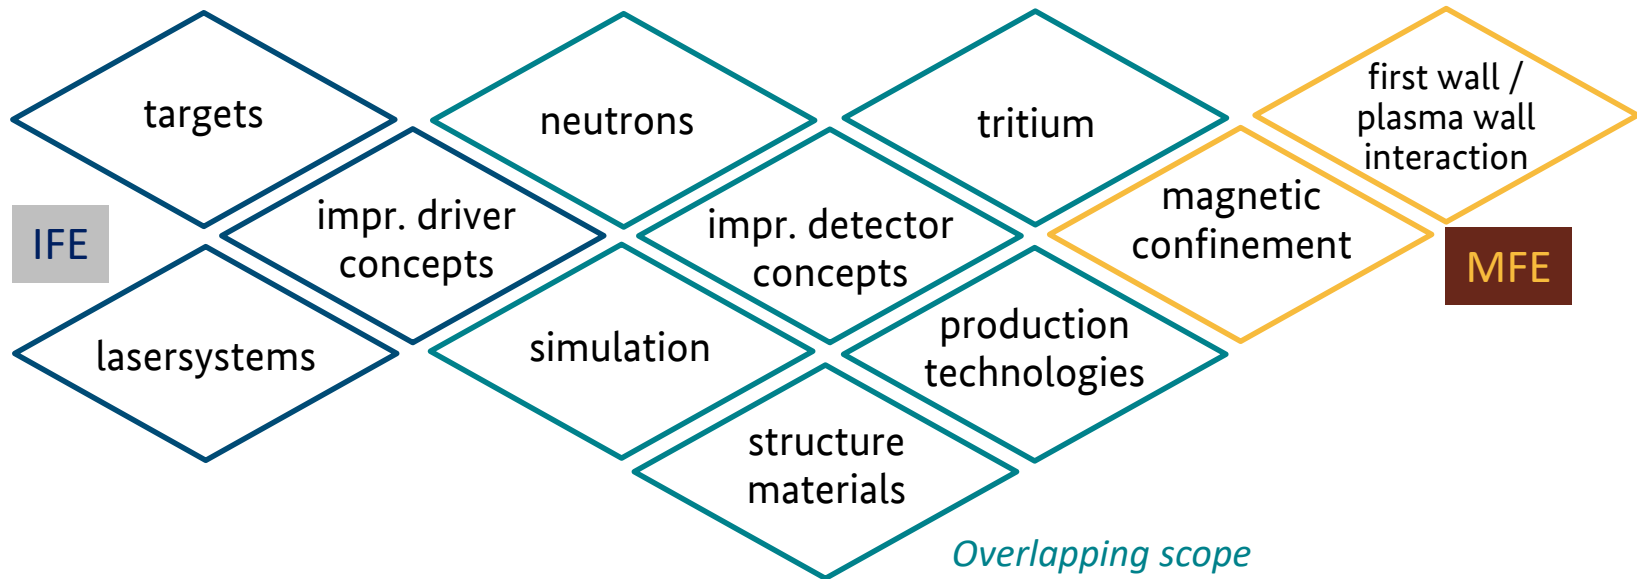 targets
neutrons
tritium
first wall /
plasma wall
interaction
impr. driver
concepts
impr. detector
concepts
magnetic
confinement
IFE
MFE
lasersystems
simulation
production
technologies
structure
materials
Overlapping scope